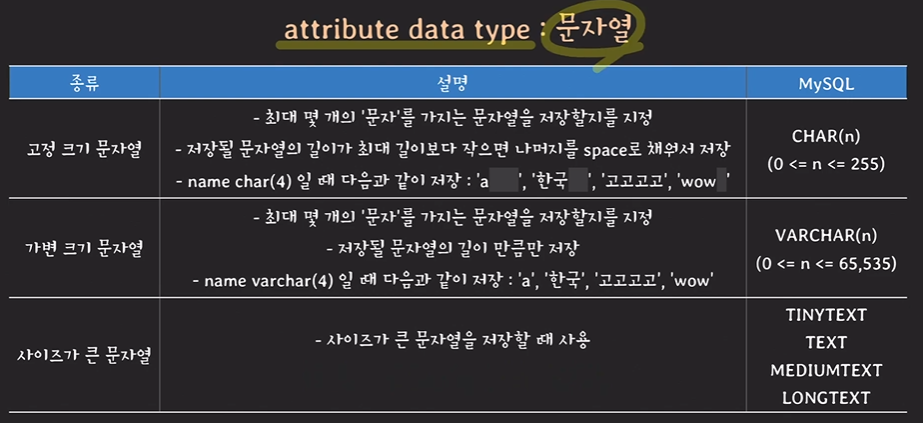 attribute data type : 문자열
종류 설명 MySQL
고정 크기 문자열
- 최대 몇 개의 '문자'를 가지는 문자열을 저장할지를 지정
- 저장될 문자열의 길이가 최대 길이보다 작으면 나머지를 space로 채워서 저장
- name char(4) 일 때 다음과 같이 저장 : 'a   ', '한국  ', '고고고고', 'wow '
CHAR(n)
(0 <= n <= 255)
가변 크기 문자열
- 최대 몇 개의 '문자'를 가지는 문자열을 저장할지를 지정
- 저장될 문자열의 길이 만큼만 저장
- name varchar(4) 일 때 다음과 같이 저장 : 'a', '한국', '고고고고', 'wow'
VARCHAR(n)
(0 <= n <= 65,535)
사이즈가 큰 문자열
- 사이즈가 큰 문자열을 저장할 때 사용
TINYTEXT
TEXT
MEDIUMTEXT
LONGTEXT